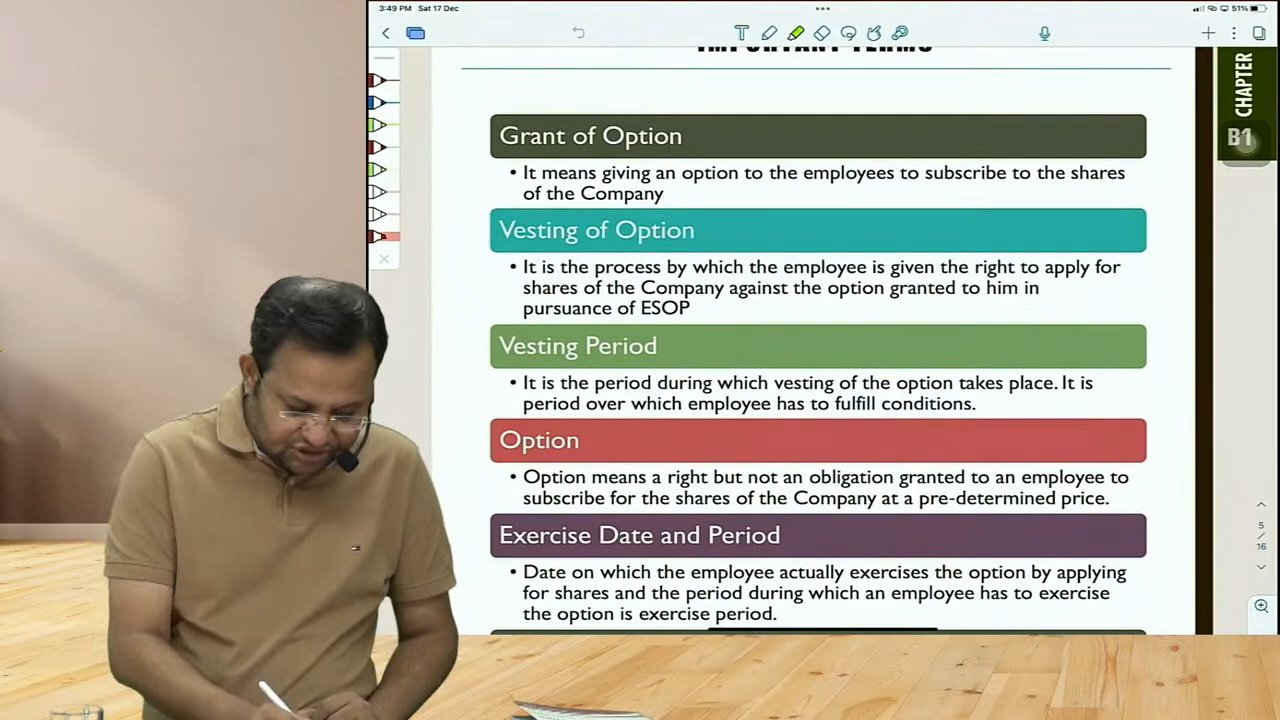 3:49 PM Sat 17 Dec
51%
IMPORTANT TERMS
CHAPTER
B1
Grant of Option
• It means giving an option to the employees to subscribe to the shares
of the Company
Vesting of Option
• It is the process by which the employee is given the right to apply for
shares of the Company against the option granted to him in
pursuance of ESOP
Vesting Period
• It is the period during which vesting of the option takes place. It is
period over which employee has to fulfill conditions.
Option
• Option means a right but not an obligation granted to an employee to
subscribe for the shares of the Company at a pre-determined price.
Exercise Date and Period
• Date on which the employee actually exercises the option by applying
for shares and the period during which an employee has to exercise
the option is exercise period.
5
/
16